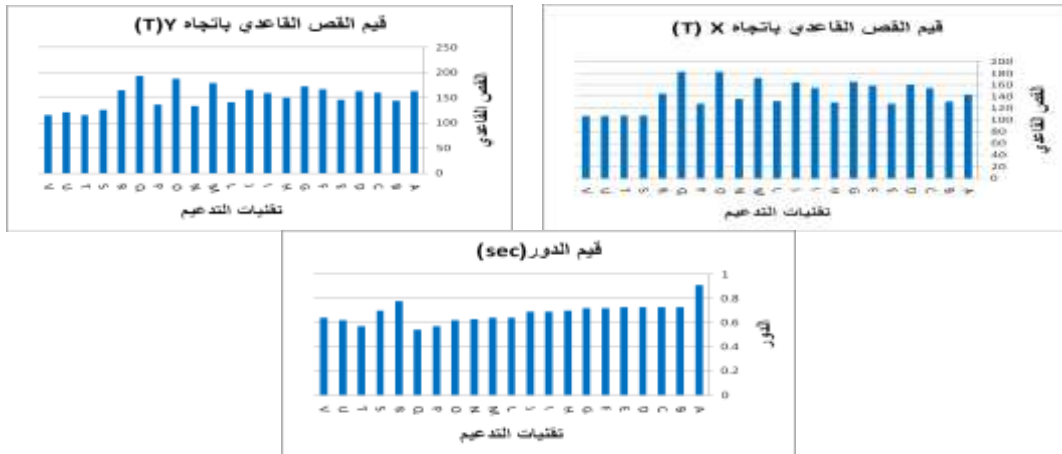 قيم القص القاعدي باتجاه X (T)
200
180
160
140
120
100
80
60
40
20
0
القص القاعدي
V U T S R Q P O N M L J I H G F E D C B A
تقنيات التدعيم
قيم القص القاعدي باتجاه Y(T)
250
200
150
100
50
0
القص القاعدي
V U T S R Q P O N M L J I H G F E D C B A
تقنيات التدعيم
قيم الدور(sec)
1
0.8
0.6
0.4
0.2
0
الدور
V U T S R Q P O N M L J I H G F E D C B A
تقنيات التدعيم